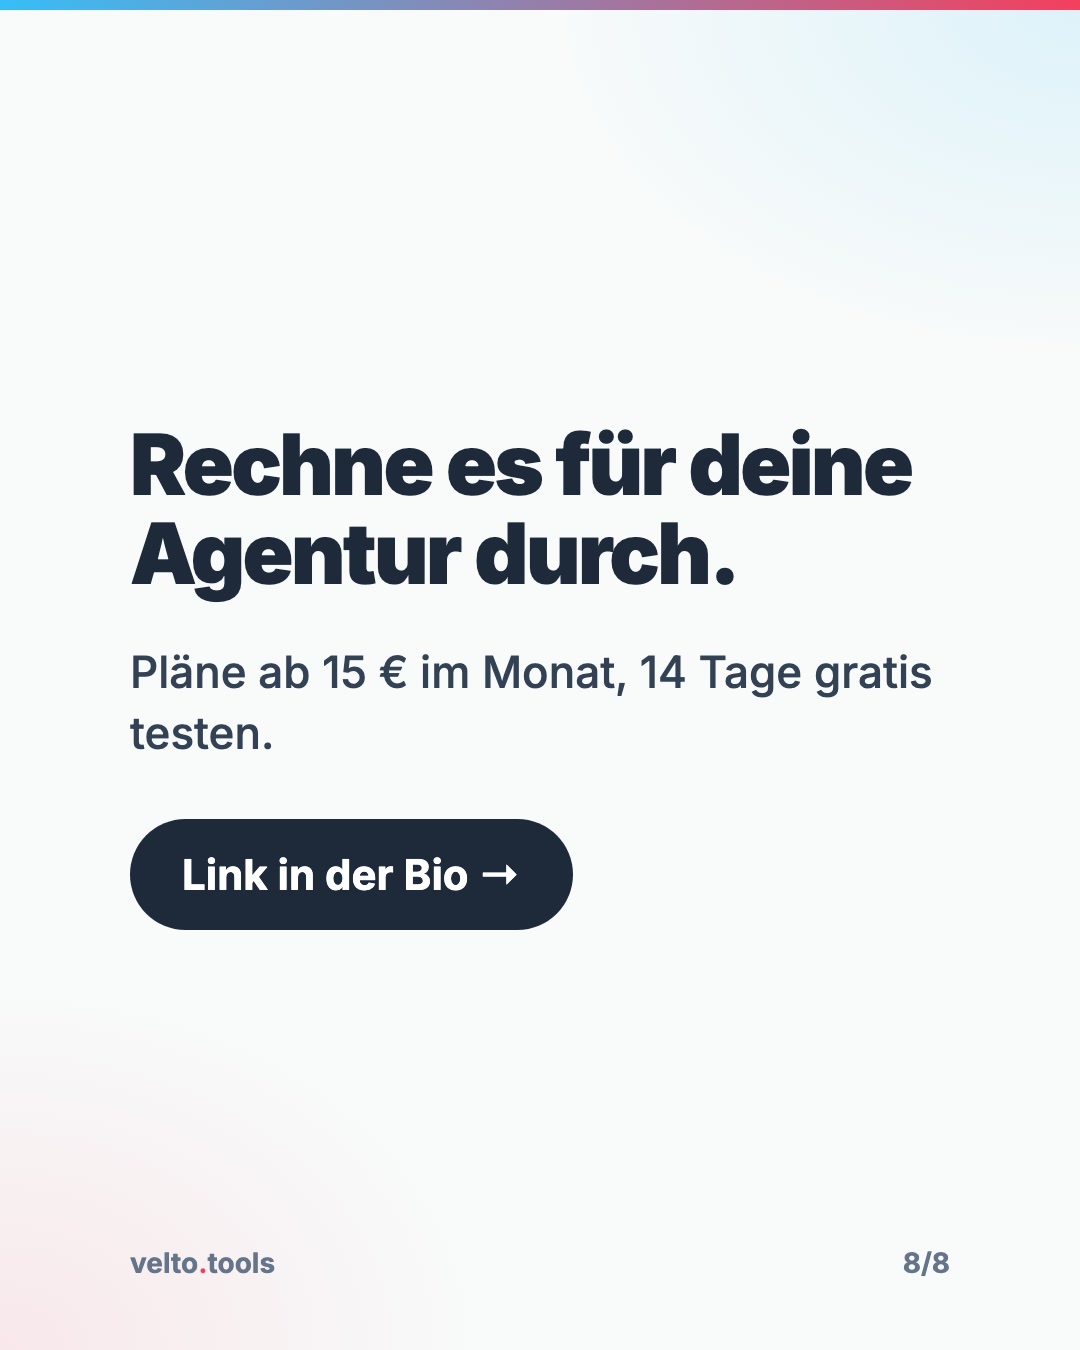 Rechne es für deine
Agentur durch.
Pläne ab 15 € im Monat, 14 Tage gratis
testen.
Link in der Bio →
velto.tools
8/8